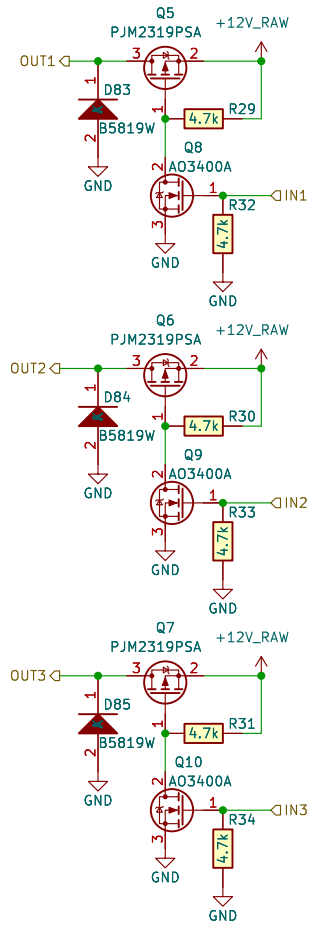 Q5
PJM2319PSA
+12V_RAW
OUT1
3
2
1
D83
B5819W
2
GND
1
R29
4.7k
Q8
AO3400A
2
1
IN1
3
R32
4.7k
GND
GND
Q6
PJM2319PSA
+12V_RAW
OUT2
3
2
1
D84
B5819W
2
GND
1
R30
4.7k
Q9
AO3400A
2
1
IN2
3
R33
4.7k
GND
GND
Q7
PJM2319PSA
+12V_RAW
OUT3
3
2
1
D85
B5819W
2
GND
1
R31
4.7k
Q10
AO3400A
2
1
IN3
3
R34
4.7k
GND
GND